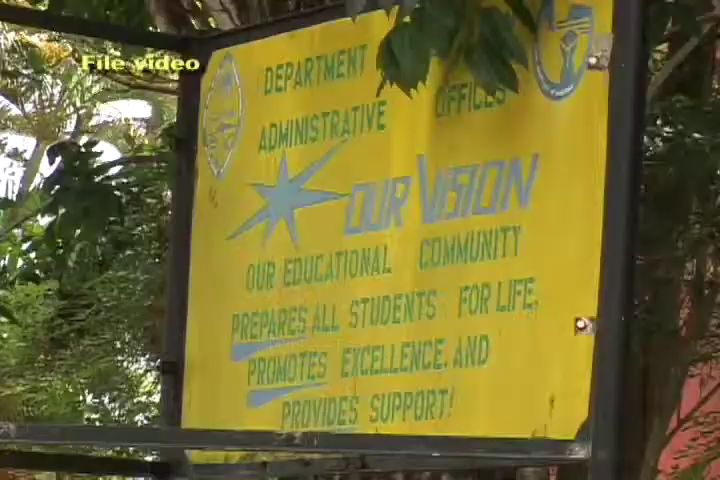 File video
DEPARTMENT
ADMINISTRATIVE OFFICES
OUR VISION
OUR EDUCATIONAL COMMUNITY
PREPARES ALL STUDENTS FOR LIFE,
PROMOTES EXCELLENCE, AND
PROVIDES SUPPORT!